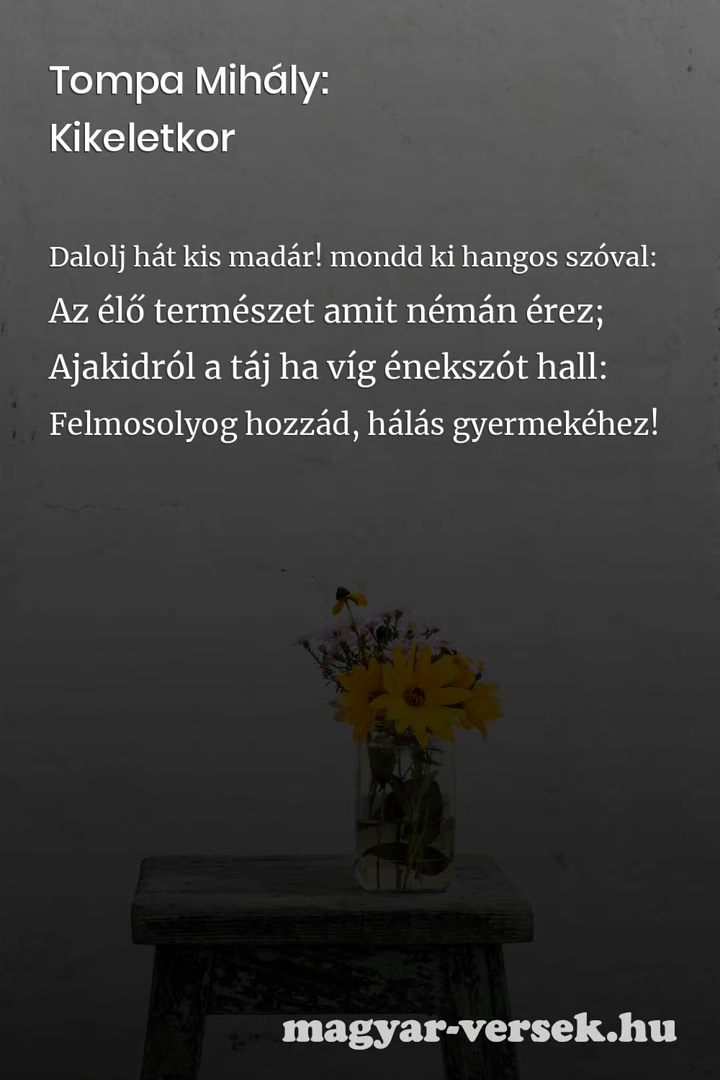 Tompa Mihály:
Kikeletkor
Dalolj hát kis madár! mondd ki hangos szóval:
Az élő természet amit némán érez;
Ajakidról a táj ha víg énekszót hall:
Felmosolyog hozzád, hálás gyermekéhez!
magyar-versek.hu